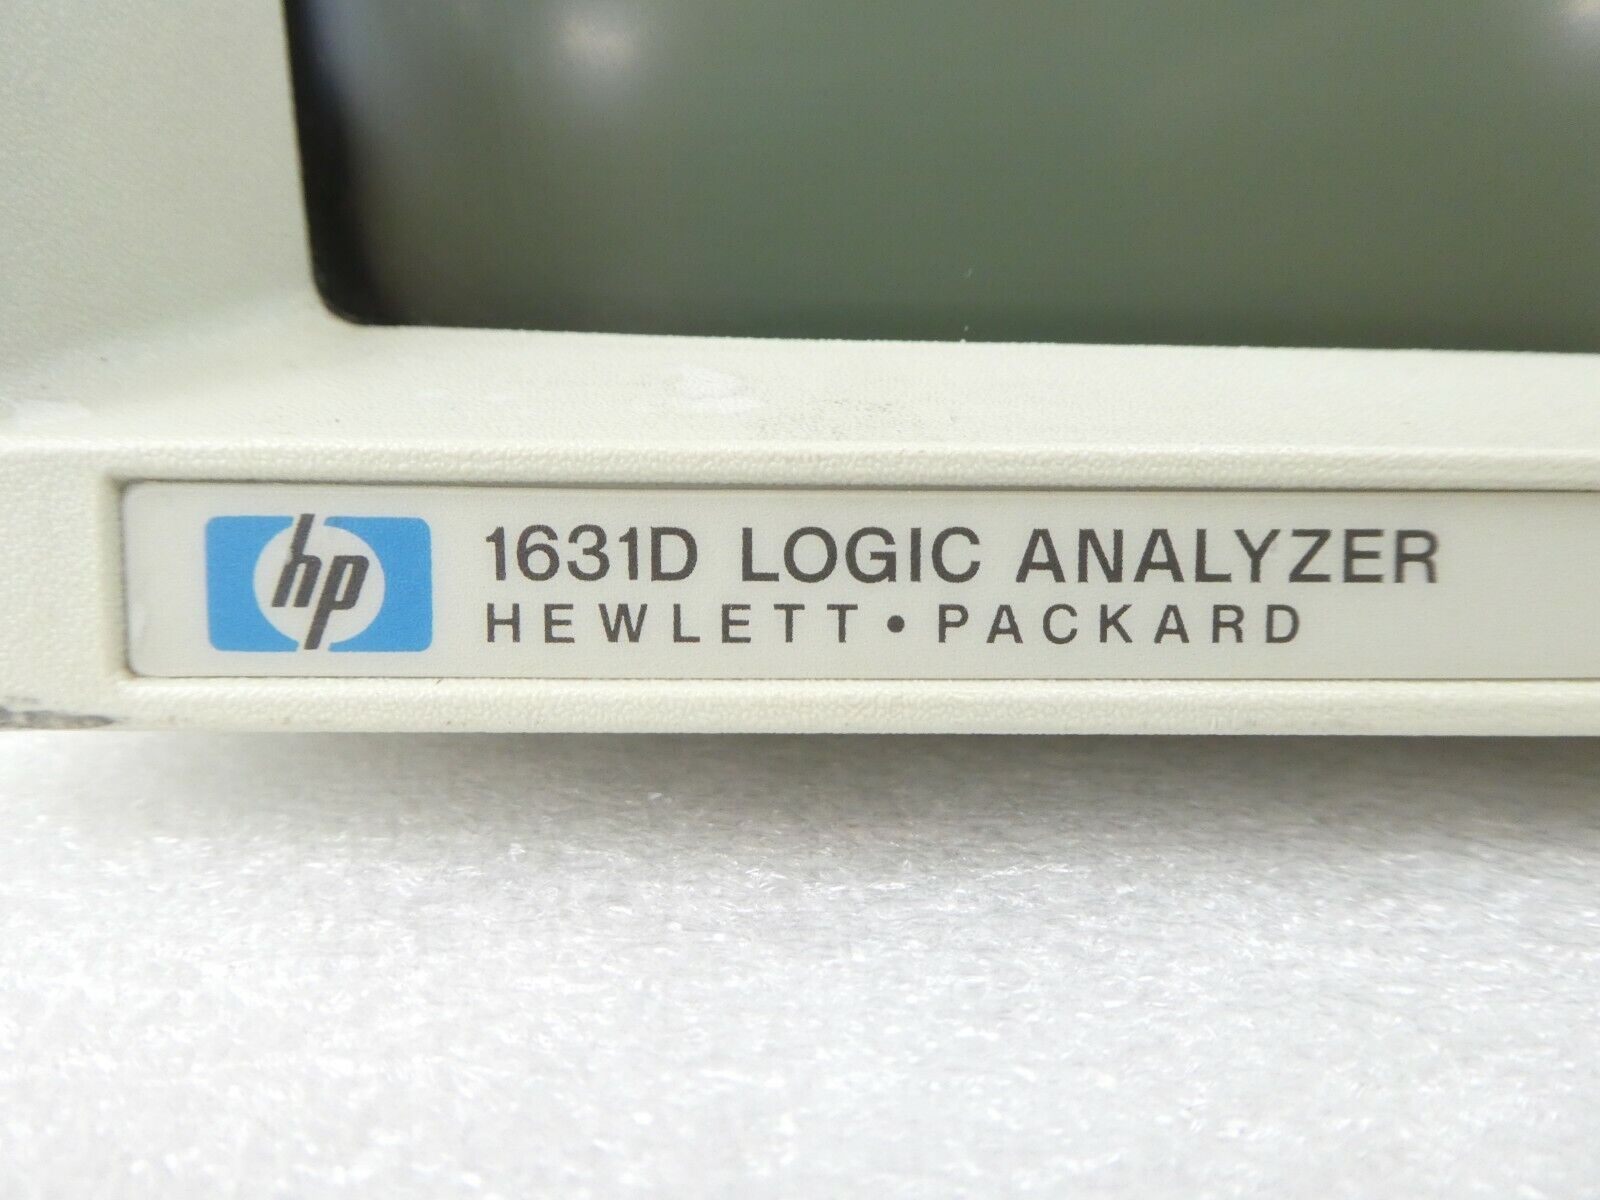 hp
1631D LOGIC ANALYZER
HEWLETT • PACKARD